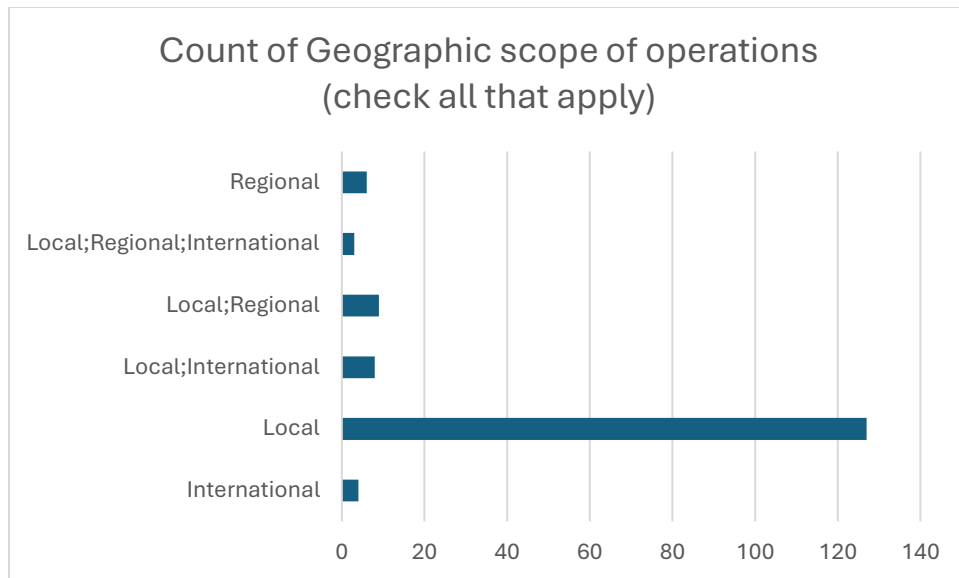 Count of Geographic scope of operations
(check all that apply)
Regional
Local;Regional;International
Local;Regional
Local;International
Local
International
0 20 40 60 80 100 120 140